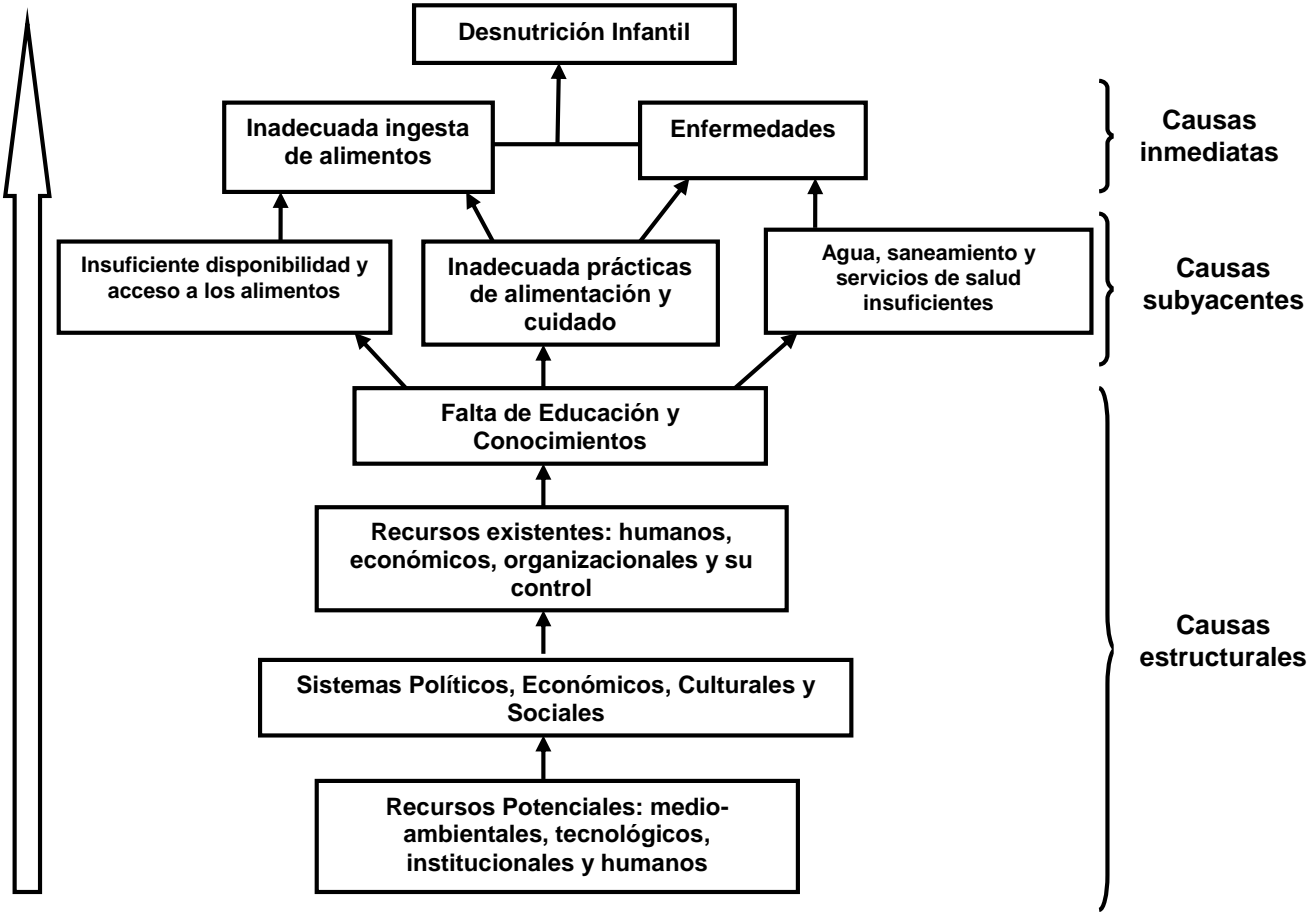 Desnutrición Infantil
Inadecuada ingesta
de alimentos
Enfermedades
Causas
inmediatas
Insuficiente disponibilidad y
acceso a los alimentos
Inadecuada prácticas
de alimentación y
cuidado
Agua, saneamiento y
servicios de salud
insuficientes
Causas
subyacentes
Falta de Educación y
Conocimientos
Recursos existentes: humanos,
económicos, organizacionales y su
control
Sistemas Políticos, Económicos, Culturales y
Sociales
Recursos Potenciales: medio-
ambientales, tecnológicos,
institucionales y humanos
Causas
estructurales